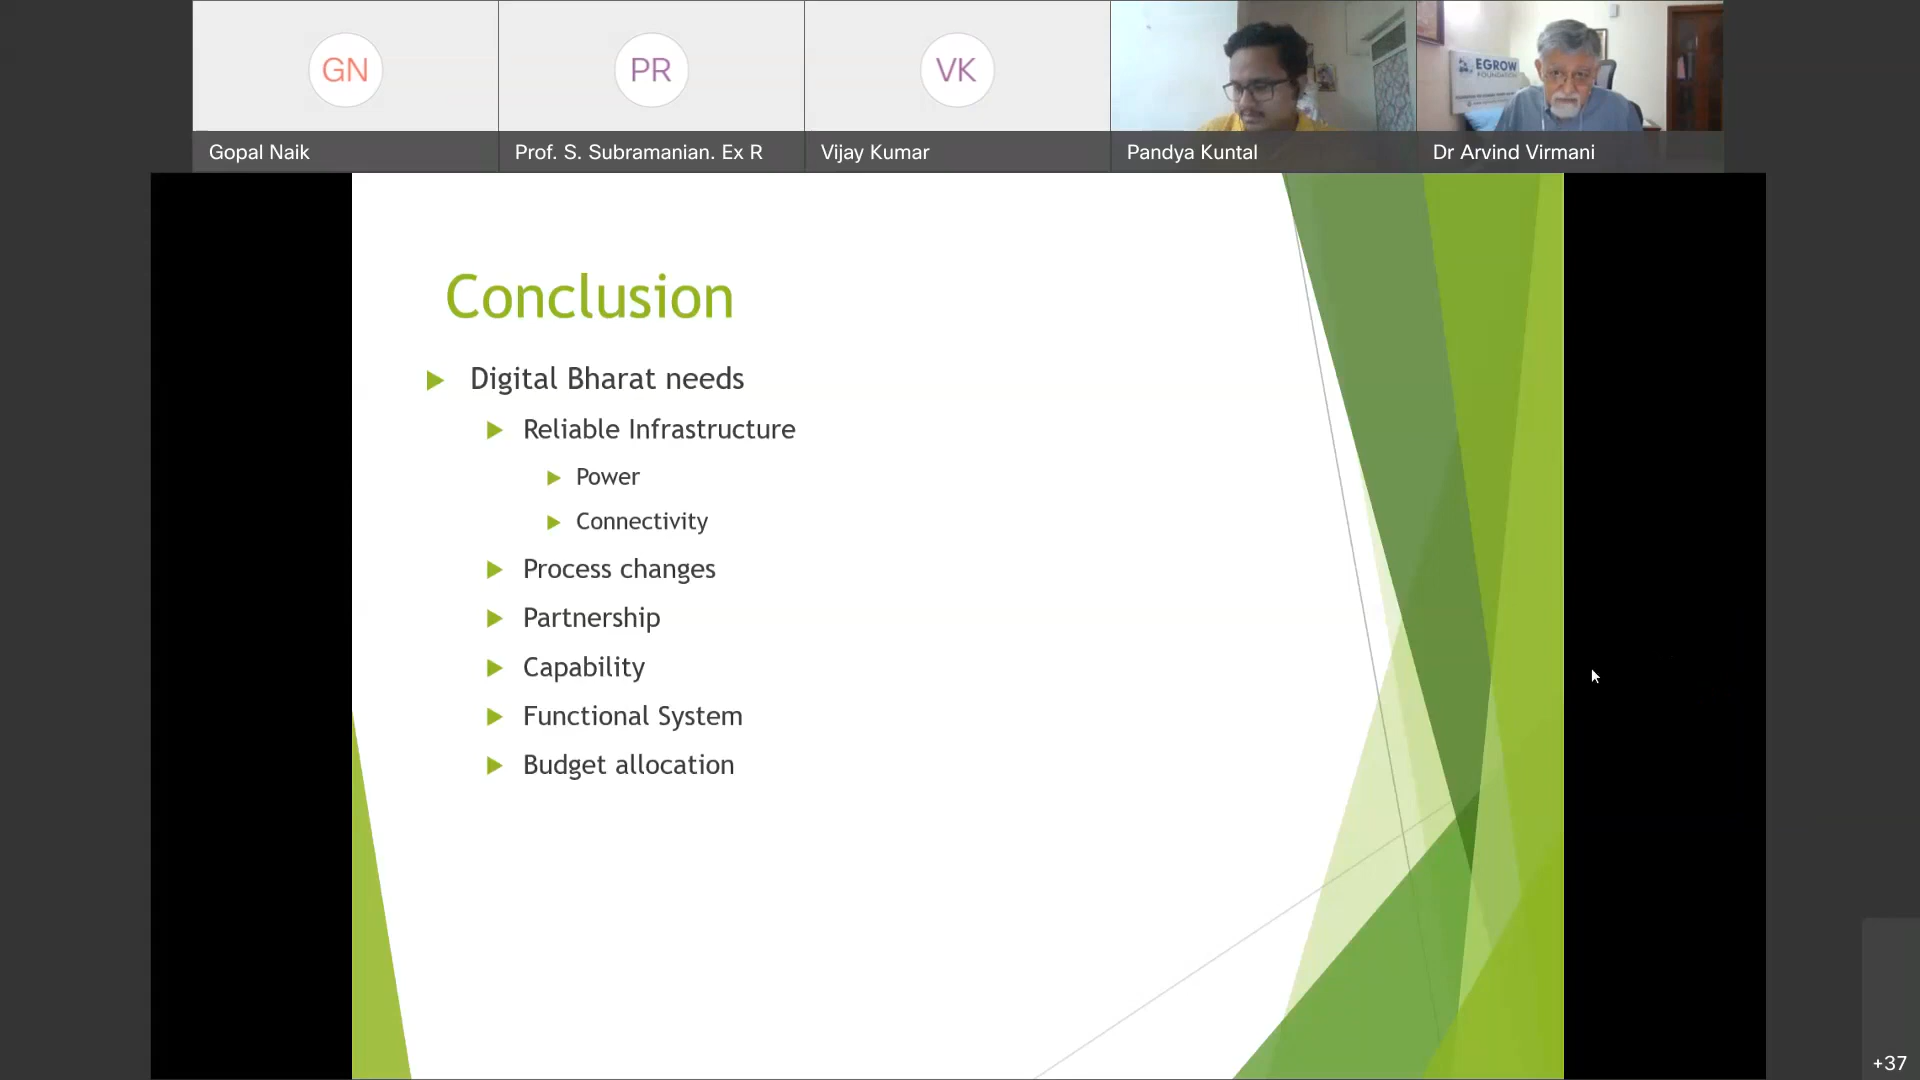 GN
PR
VK
EGROW
FOUNDATION
Gopal Naik
Prof. S. Subramanian. Ex R
Vijay Kumar
Pandya Kuntal
Dr Arvind Virmani
Conclusion
Digital Bharat needs
Reliable Infrastructure
Power
Connectivity
Process changes
Partnership
Capability
Functional System
Budget allocation
+37